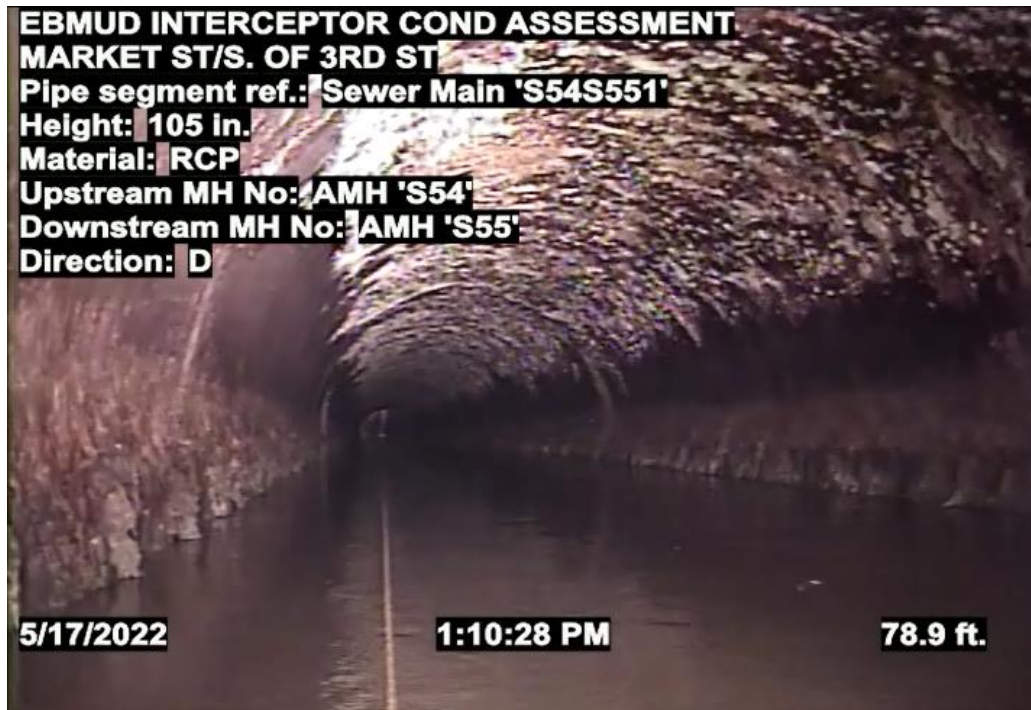 EBMUD INTERCEPTOR COND ASSESSMENT
MARKET ST/S. OF 3RD ST
Pipe segment ref.: Sewer Main 'S54S551'
Height: 105 in.
Material: RCP
Upstream MH No: AMH 'S54'
Downstream MH No: AMH 'S55'
Direction: D
5/17/2022 1:10:28 PM 78.9 ft.